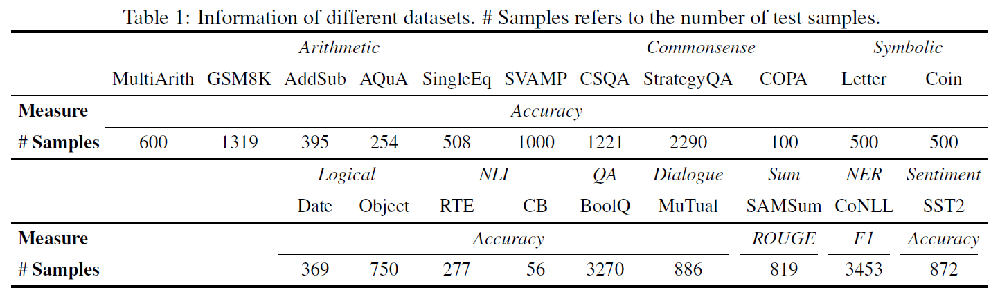 Table 1: Information of different datasets. # Samples refers to the number of test samples.
Arithmetic Commonsense Symbolic
MultiArith GSM8K AddSub AQuA SingleEq SVAMP CSQA StrategyQA COPA Letter Coin
Measure Accuracy
# Samples 600 1319 395 254 508 1000 1221 2290 100 500 500
Logical NLI QA Dialogue Sum NER Sentiment
Date Object RTE CB BoolQ MuTual SAMSum CoNLL SST2
Measure Accuracy ROUGE F1 Accuracy
# Samples 369 750 277 56 3270 886 819 3453 872